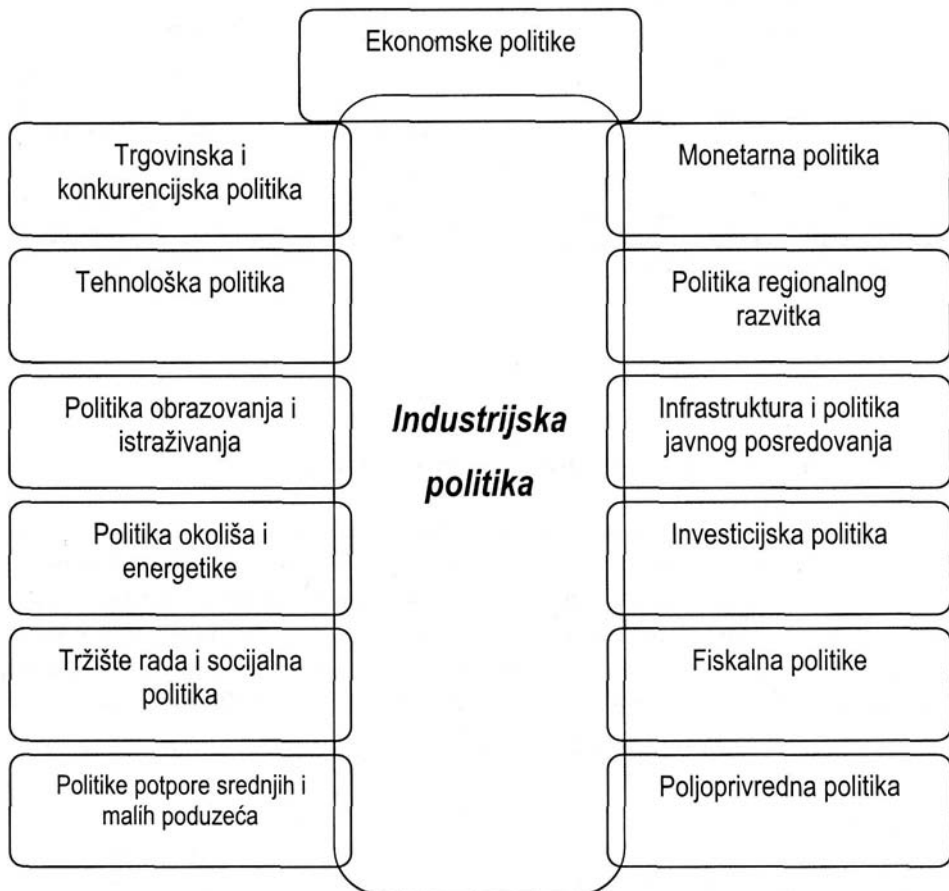 Ekonomske politike
Trgovinska i
konkurencijska politika
Tehnološka politika
Politika obrazovanja i
istraživanja
Politika okoliša i
energetike
Tržište rada i socijalna
politika
Politike potpore srednjih i
malih poduzeća
Industrijska
politika
Monetarna politika
Politika regionalnog
razvitka
Infrastruktura i politika
javnog posredovanja
Investicijska politika
Fiskalna politike
Poljoprivredna politika